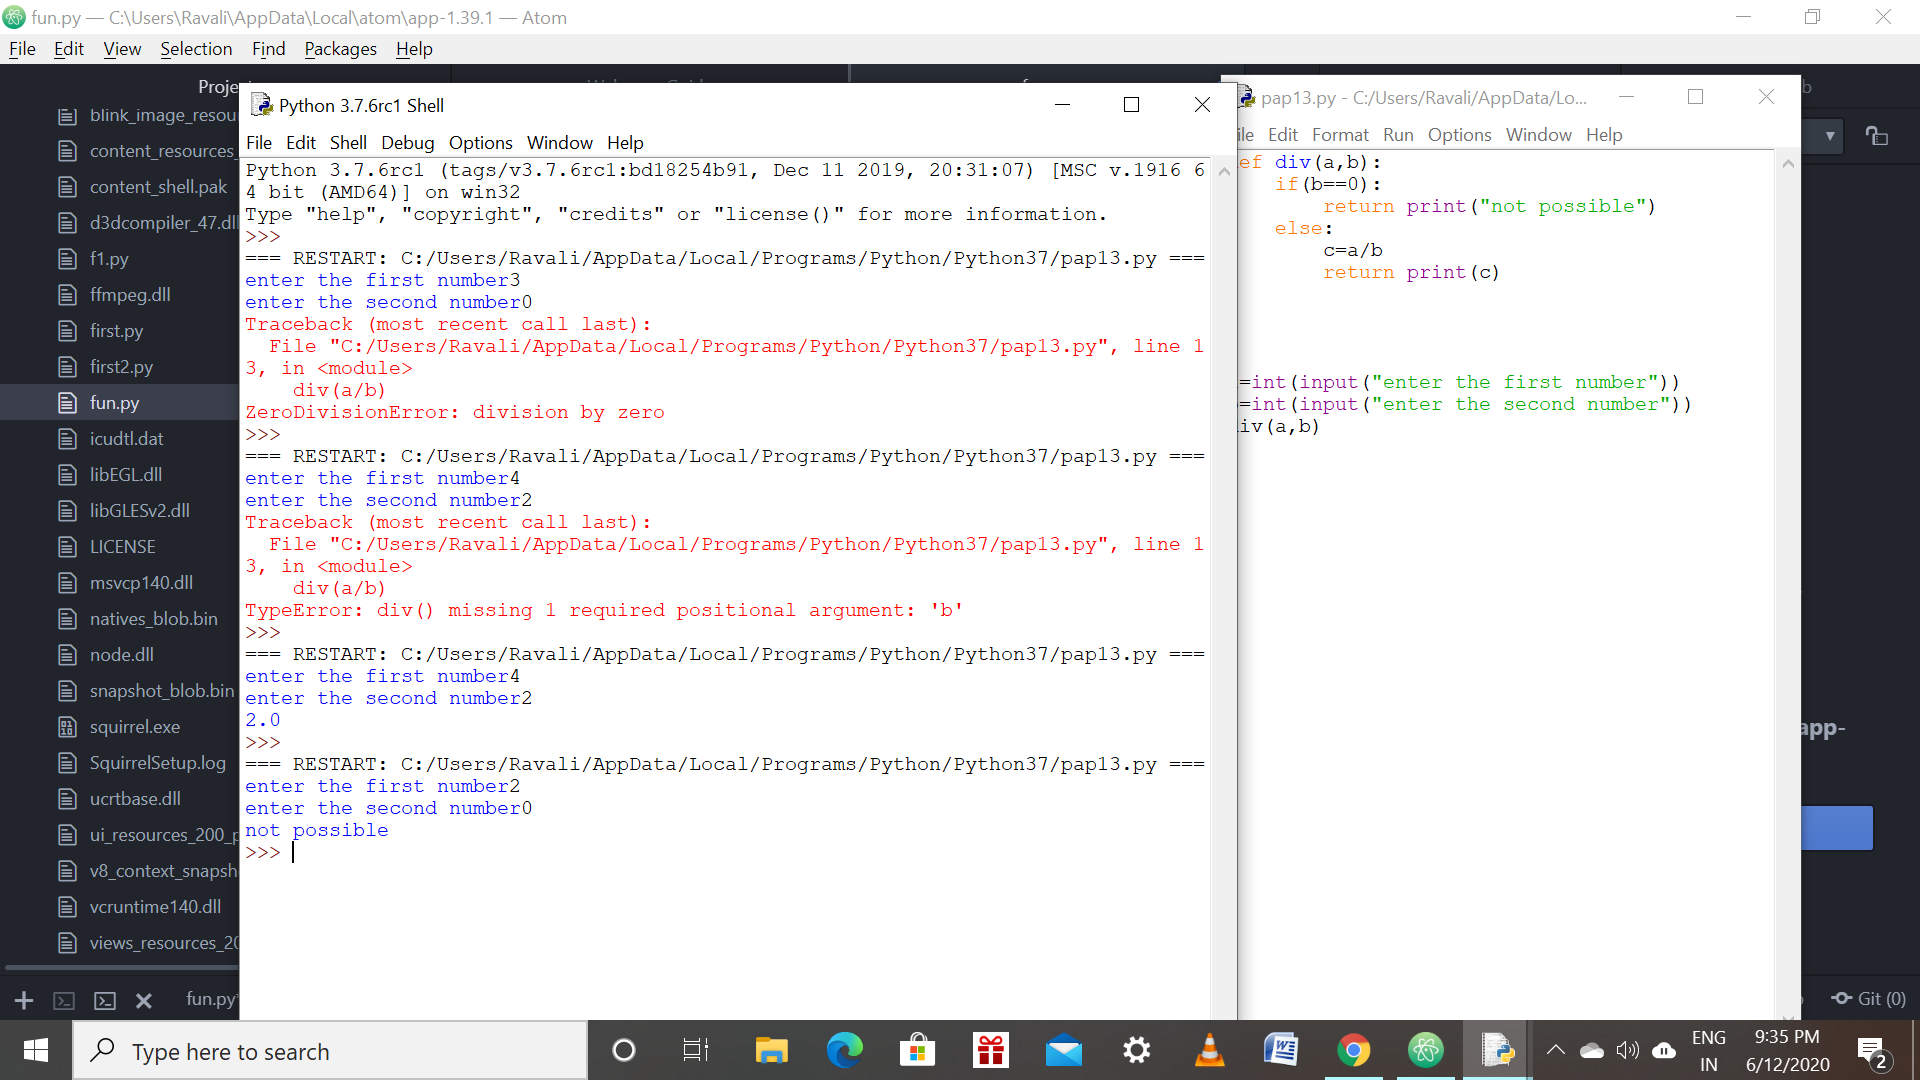 fun.py — C:\Users\Ravali\AppData\Local\atom\app-1.39.1 — Atom
File Edit View Selection Find Packages Help
Projec
blink_image_resou
content_resources_
content_shell.pak
d3dcompiler_47.dll
f1.py
ffmpeg.dll
first.py
first2.py
fun.py
icudtl.dat
libEGL.dll
libGLESv2.dll
LICENSE
msvcp140.dll
natives_blob.bin
node.dll
snapshot_blob.bin
squirrel.exe
SquirrelSetup.log
ucrtbase.dll
ui_resources_200_p
v8_context_snapsh
vcruntime140.dll
views_resources_20
fun.py
Python 3.7.6rc1 Shell
File Edit Shell Debug Options Window Help
Python 3.7.6rc1 (tags/v3.7.6rc1:bd18254b91, Dec 11 2019, 20:31:07) [MSC v.1916 6
4 bit (AMD64)] on win32
Type "help", "copyright", "credits" or "license()" for more information.
>>>
=== RESTART: C:/Users/Ravali/AppData/Local/Programs/Python/Python37/pap13.py ===
enter the first number3
enter the second number0
Traceback (most recent call last):
  File "C:/Users/Ravali/AppData/Local/Programs/Python/Python37/pap13.py", line 1
3, in <module>
    div(a/b)
ZeroDivisionError: division by zero
>>>
=== RESTART: C:/Users/Ravali/AppData/Local/Programs/Python/Python37/pap13.py ===
enter the first number4
enter the second number2
Traceback (most recent call last):
  File "C:/Users/Ravali/AppData/Local/Programs/Python/Python37/pap13.py", line 1
3, in <module>
    div(a/b)
TypeError: div() missing 1 required positional argument: 'b'
>>>
=== RESTART: C:/Users/Ravali/AppData/Local/Programs/Python/Python37/pap13.py ===
enter the first number4
enter the second number2
2.0
>>>
=== RESTART: C:/Users/Ravali/AppData/Local/Programs/Python/Python37/pap13.py ===
enter the first number2
enter the second number0
not possible
>>>
pap13.py - C:/Users/Ravali/AppData/Lo...
ile Edit Format Run Options Window Help
ef div(a,b):
    if(b==0):
        return print("not possible")
    else:
        c=a/b
        return print(c)
=int(input("enter the first number"))
=int(input("enter the second number"))
iv(a,b)
b
app-
Git (0)
Type here to search
ENG
IN
9:35 PM
6/12/2020
2